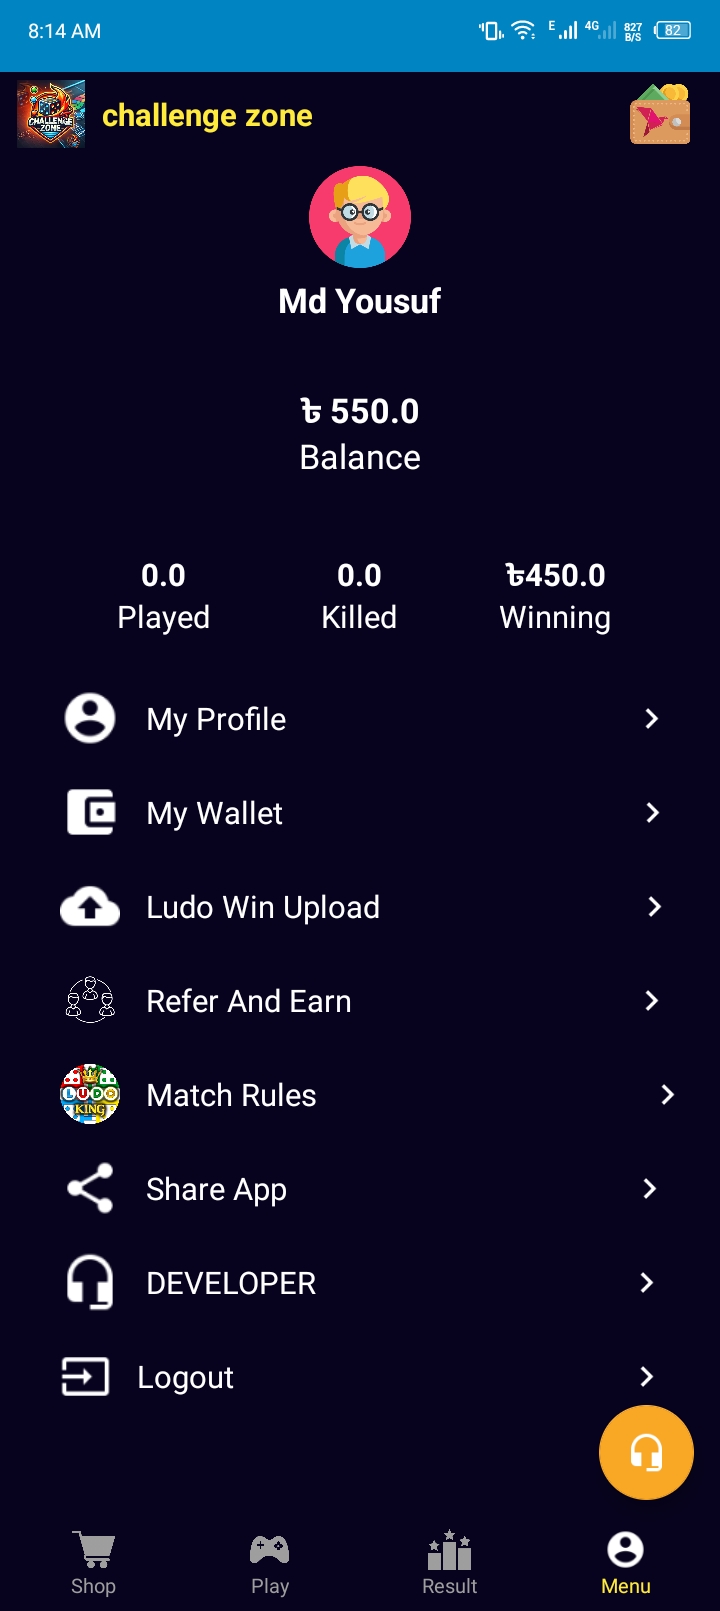 8:14 AM
E 4G 827 B/S 82
CHALLENGE
ZONE
challenge zone
Md Yousuf
৳ 550.0
Balance
0.0 0.0 ৳450.0
Played Killed Winning
My Profile
My Wallet
Ludo Win Upload
Refer And Earn
LUDO
KING
Match Rules
Share App
DEVELOPER
Logout
Shop Play Result Menu